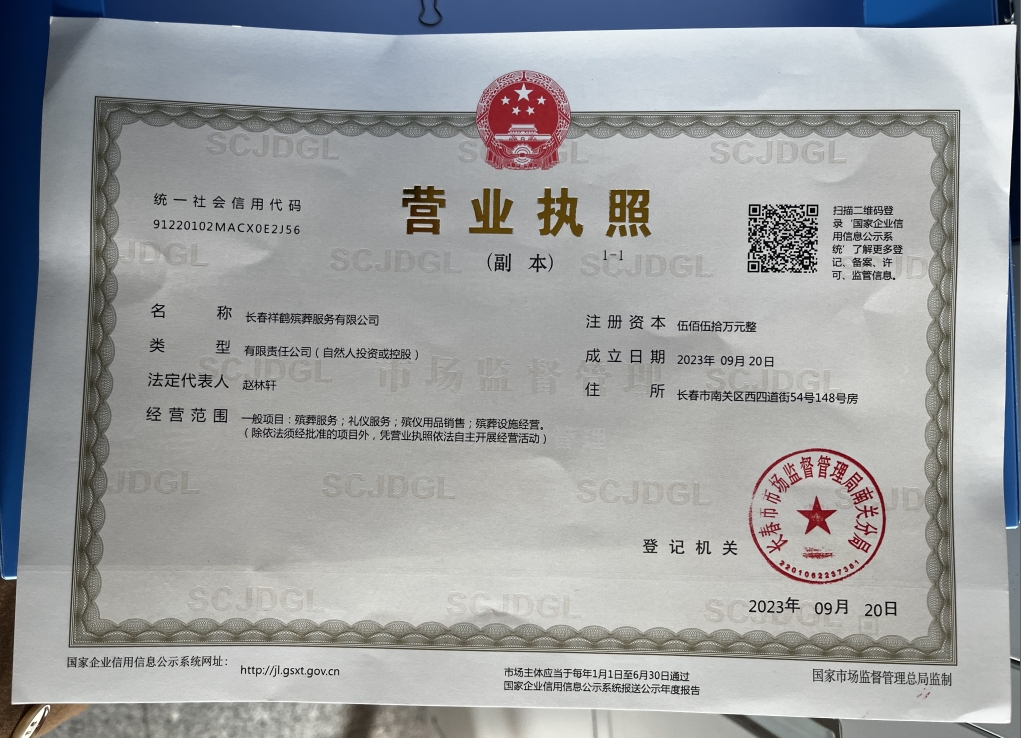 统一社会信用代码
91220102MACX0E2J56
营业执照
(副 本) 1-1
扫描二维码登
录‘国家企业信
用信息公示系
统’了解更多登
记、备案、许
可、监管信息。
名 称 长春祥鹤殡葬服务有限公司
类 型 有限责任公司（自然人投资或控股）
法定代表人 赵林轩
经营范围 一般项目：殡葬服务；礼仪服务；殡仪用品销售；殡葬设施经营。
（除依法须经批准的项目外，凭营业执照依法自主开展经营活动）
注册资本 伍佰伍拾万元整
成立日期 2023年 09月 20日
住 所 长春市南关区西四道街54号148号房
SCJDGL
市场监督管理
登记机关
长春市市场监督管理局南关分局
2201062257381
2023年 09月 20日
国家企业信用信息公示系统网址：
http://jl.gsxt.gov.cn
市场主体应当于每年1月1日至6月30日通过
国家企业信用信息公示系统报送公示年度报告
国家市场监督管理总局监制